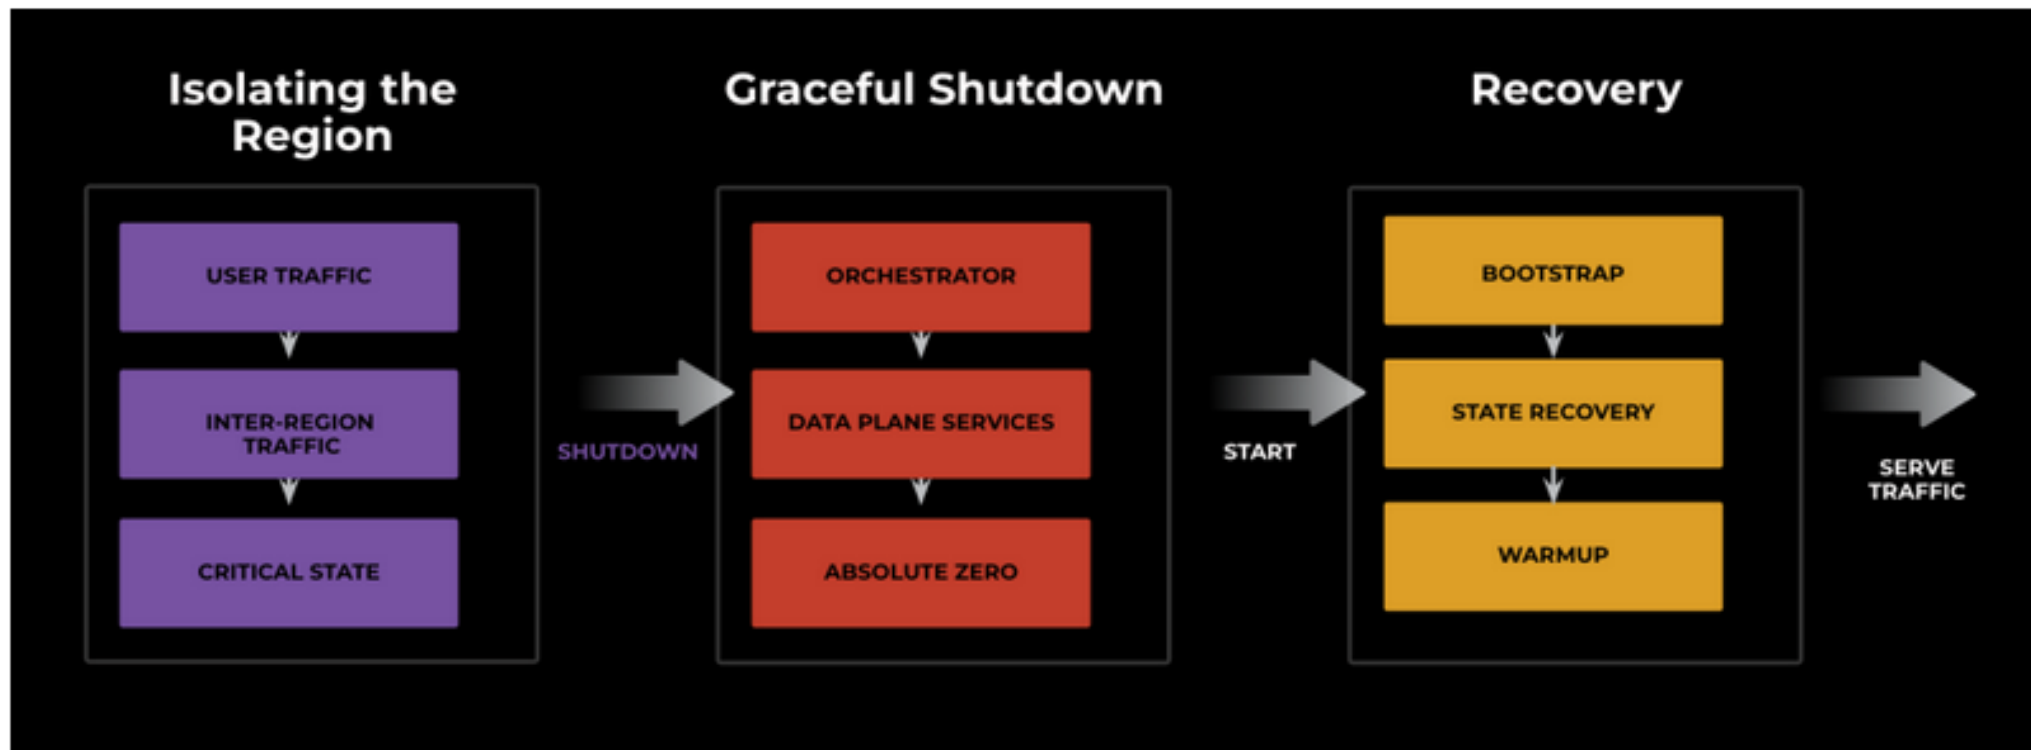 Isolating the
Region
USER TRAFFIC
INTER-REGION
TRAFFIC
CRITICAL STATE
SHUTDOWN
Graceful Shutdown
ORCHESTRATOR
DATA PLANE SERVICES
ABSOLUTE ZERO
START
Recovery
BOOTSTRAP
STATE RECOVERY
WARMUP
SERVE
TRAFFIC